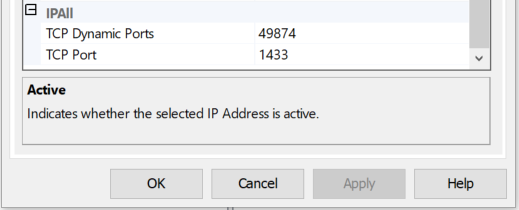 IPAll
TCP Dynamic Ports 49874
TCP Port 1433
Active
Indicates whether the selected IP Address is active.
OK Cancel Apply Help